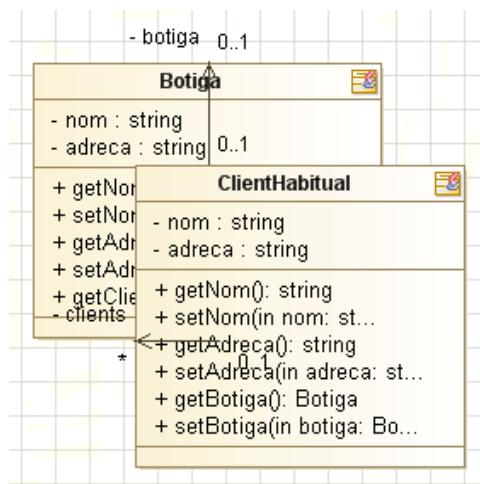 - botiga 0..1
Botiga
- nom : string
- adreca : string
0..1
+ getNom
+ setNom
+ getAdr
+ setAdr
+ getClie
- clients
*
ClientHabitual
- nom : string
- adreca : string
+ getNom(): string
+ setNom(in nom: st...
+ getAdreca(): string
0..1
+ setAdreca(in adreca: st...
+ getBotiga(): Botiga
+ setBotiga(in botiga: Bo...